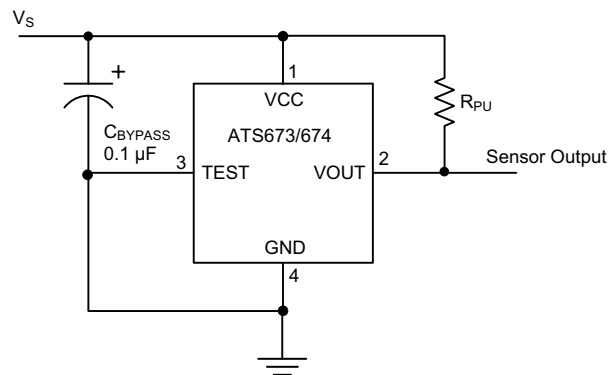 VS
+
1
VCC
RPU
CBYPASS
0.1 µF
ATS673/674
3
TEST
VOUT
2
Sensor Output
GND
4